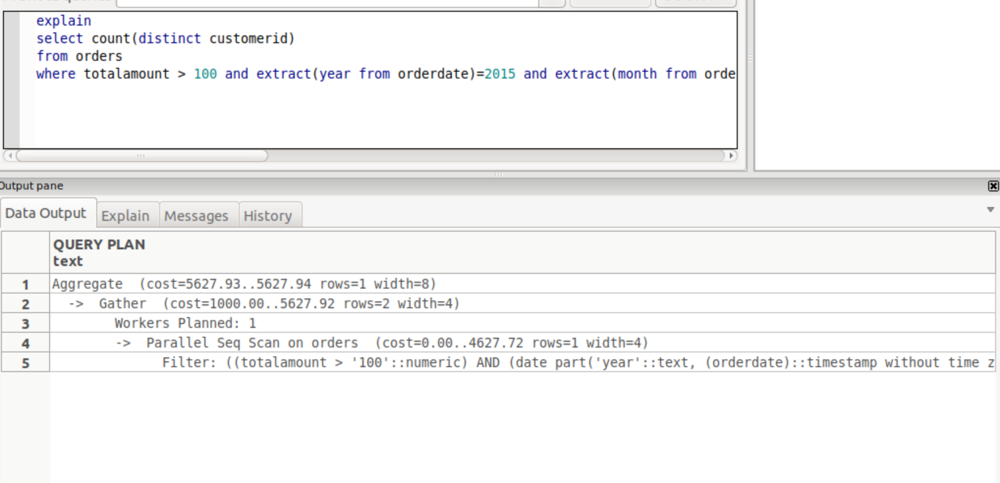 explain
select count(distinct customerid)
from orders
where totalamount > 100 and extract(year from orderdate)=2015 and extract(month from orde
Output pane
Data Output Explain Messages History
QUERY PLAN
text
1 Aggregate (cost=5627.93..5627.94 rows=1 width=8)
2 -> Gather (cost=1000.00..5627.92 rows=2 width=4)
3 Workers Planned: 1
4 -> Parallel Seq Scan on orders (cost=0.00..4627.72 rows=1 width=4)
5 Filter: ((totalamount > '100'::numeric) AND (date part('year'::text, (orderdate)::timestamp without time z